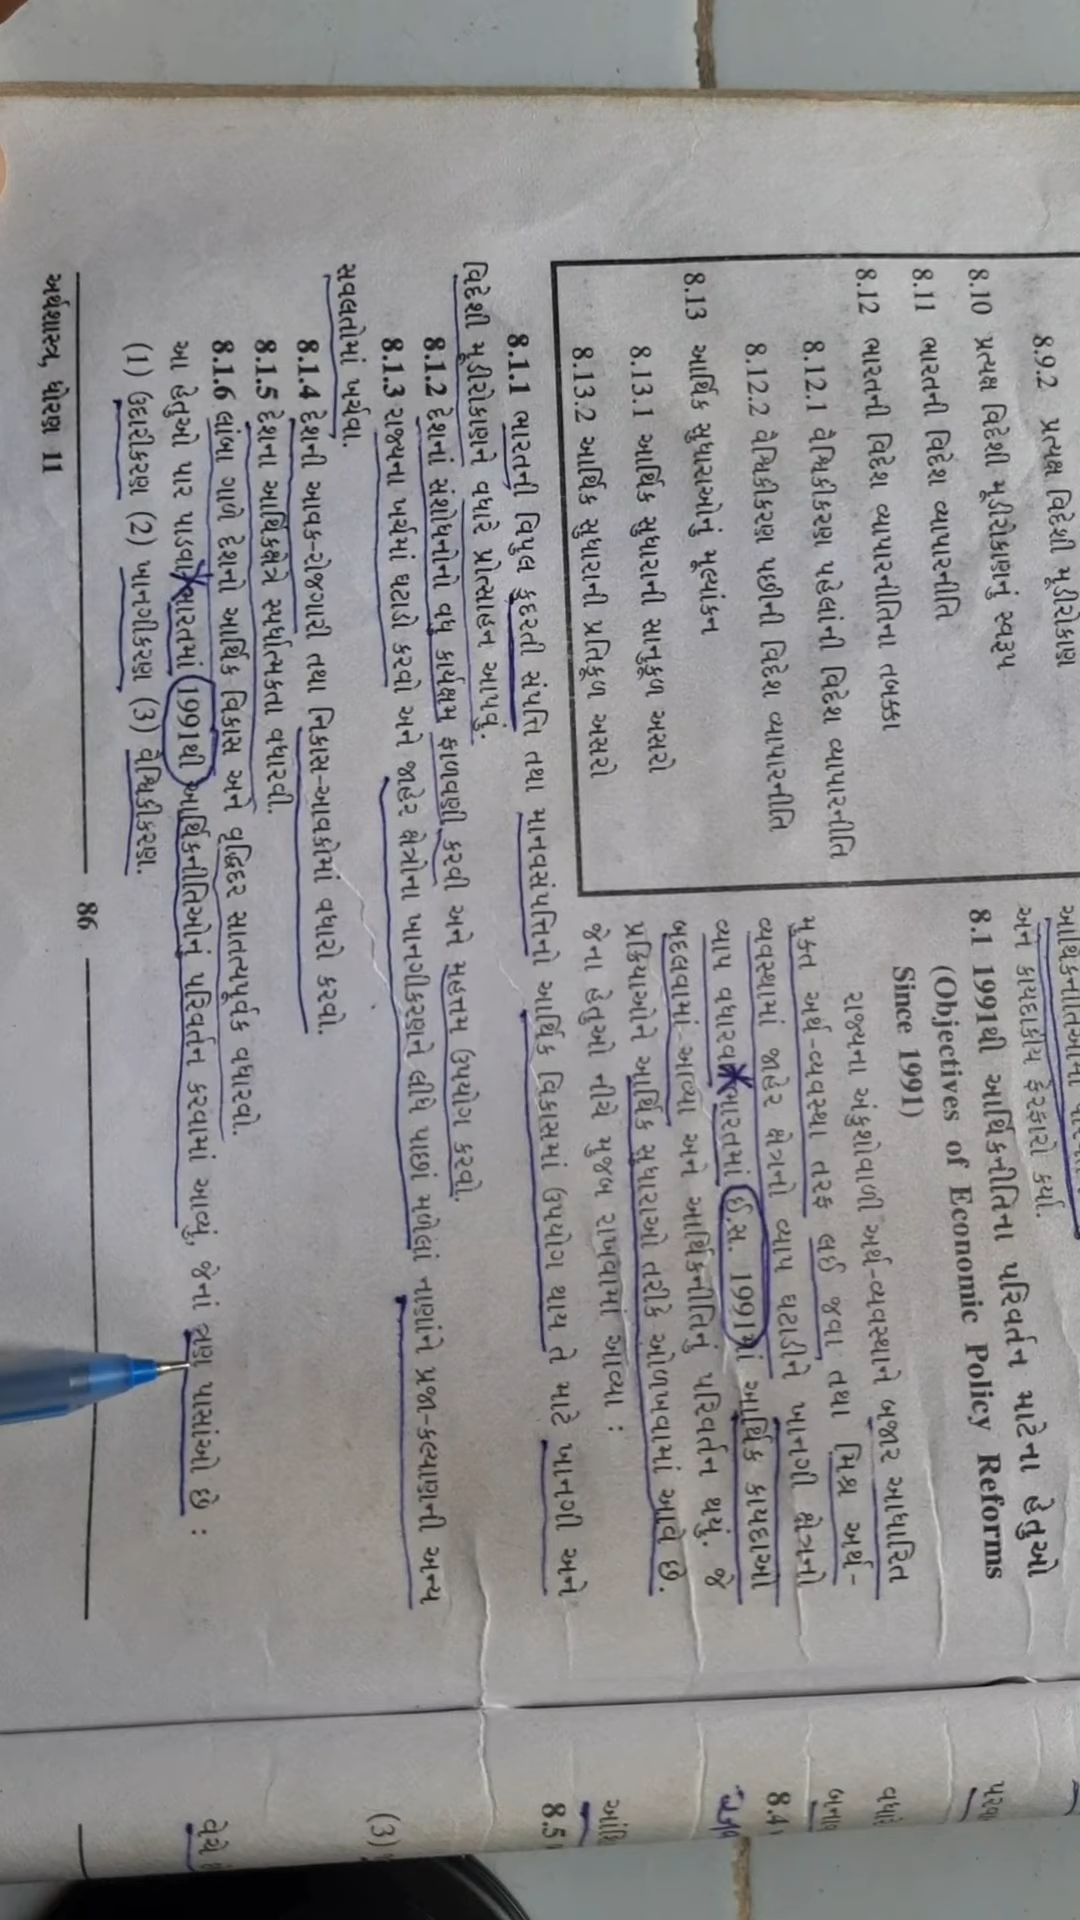 8.9.2 પ્રત્યક્ષ વિદેશી મૂડીરોકાણ
8.10 પ્રત્યક્ષ વિદેશી મૂડીરોકાણનું સ્વરૂપ
8.11 ભારતની વિદેશ વ્યાપારનીતિ
8.12 ભારતની વિદેશ વ્યાપારનીતિના તબક્કા
8.12.1 વૈશ્વિકીકરણ પહેલાંની વિદેશ વ્યાપારનીતિ
8.12.2 વૈશ્વિકીકરણ પછીની વિદેશ વ્યાપારનીતિ
8.13 આર્થિક સુધારાઓનું મૂલ્યાંકન
8.13.1 આર્થિક સુધારાની સાનુકૂળ અસરો
8.13.2 આર્થિક સુધારાની પ્રતિકૂળ અસરો
અને કાયદાકીય ફેરફારો કર્યા.
8.1 1991થી આર્થિકનીતિના પરિવર્તન માટેના હેતુઓ
(Objectives of Economic Policy Reforms
Since 1991)
રાજ્યના અંકુશોવાળી અર્થ-વ્યવસ્થાને બજાર આધારિત
મુક્ત અર્થ-વ્યવસ્થા તરફ લઈ જવા તથા મિશ્ર અર્થ-
વ્યવસ્થામાં જાહેર ક્ષેત્રનો વ્યાપ ઘટાડીને ખાનગી ક્ષેત્રનો
વ્યાપ વધારવા ભારતમાં ઈ.સ. 1991માં આર્થિક કાયદાઓ
બદલવામાં આવ્યા અને આર્થિકનીતિનું પરિવર્તન થયું. જે
પ્રક્રિયાઓને આર્થિક સુધારાઓ તરીકે ઓળખવામાં આવે છે.
જેના હેતુઓ નીચે મુજબ રાખવામાં આવ્યા :
8.1.1 ભારતની વિપુલ કુદરતી સંપત્તિ તથા માનવસંપત્તિનો આર્થિક વિકાસમાં ઉપયોગ થાય તે માટે ખાનગી અને
વિદેશી મૂડીરોકાણને વધારે પ્રોત્સાહન આપવું.
8.1.2 દેશનાં સંશોધનોની વધુ કાર્યક્ષમ ફાળવણી કરવી અને મહત્તમ ઉપયોગ કરવો.
8.1.3 રાજ્યના ખર્ચમાં ઘટાડો કરવો અને જાહેર ક્ષેત્રોના ખાનગીકરણને લીધે પાછાં મળેલાં નાણાંને પ્રજા-કલ્યાણની અન્ય
સવલતોમાં ખર્ચવા.
8.1.4 દેશની આવક-રોજગારી તથા નિકાસ-આવકોમાં વધારો કરવો.
8.1.5 દેશના આર્થિકક્ષેત્રે સ્પર્ધાત્મકતા વધારવી.
8.1.6 લાંબા ગાળે દેશનો આર્થિક વિકાસ અને વૃદ્ધિદર સાતત્યપૂર્વક વધારવો.
આ હેતુઓ પાર પાડવા ભારતમાં 1991થી આર્થિકનીતિઓનું પરિવર્તન કરવામાં આવ્યું, જેનાં ત્રણ પાસાંઓ છે :
(1) ઉદારીકરણ (2) ખાનગીકરણ (3) વૈશ્વિકીકરણ.
અર્થશાસ્ત્ર, ધોરણ 11
86
8.4
8.5
(3)